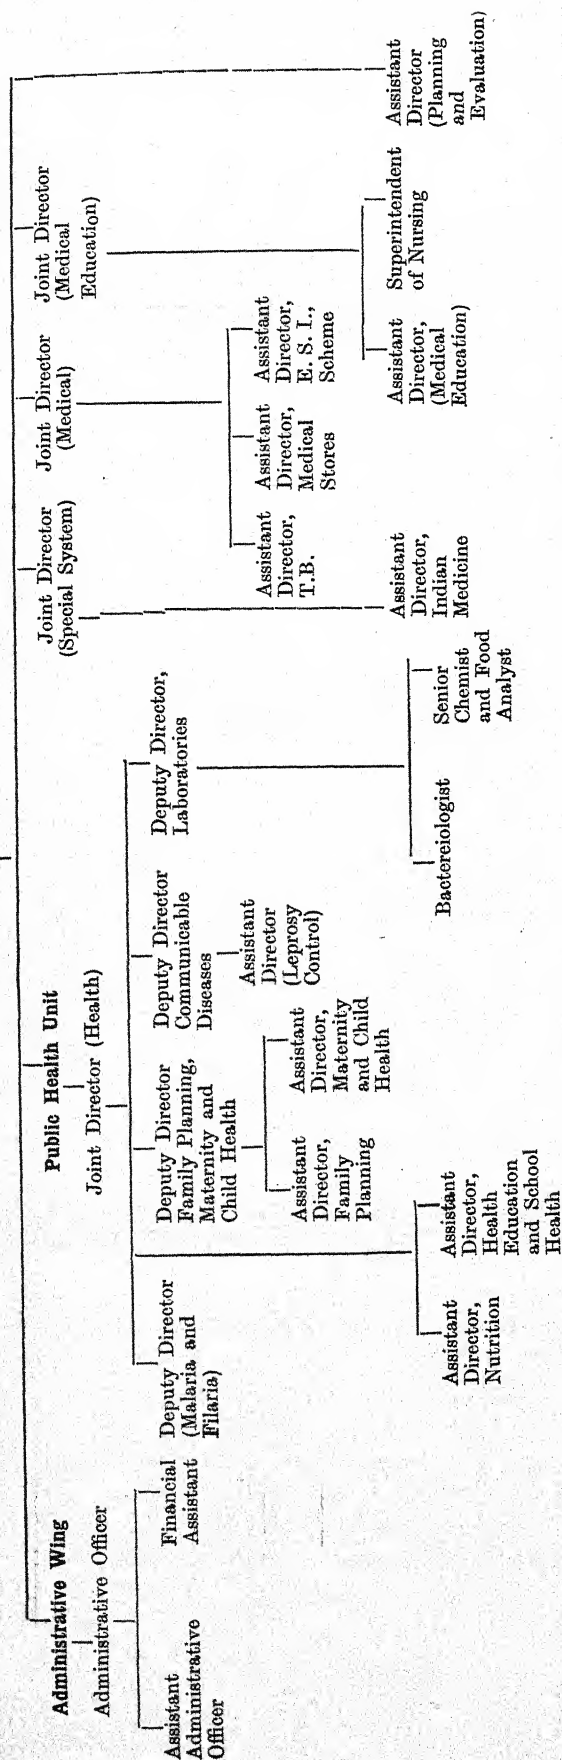 Administrative Wing
Administrative Officer
Assistant
Administrative
Officer
Financial
Assistant
Public Health Unit
Joint Director (Health)
Deputy Director
(Malaria and
Filaria)
Deputy Director
Family Planning,
Maternity and
Child Health
Deputy Director
Communicable
Diseases
Deputy Director,
Laboratories
Assistant
Director,
Family
Planning
Assistant
Director,
Maternity
and Child
Health
Assistant
Director
(Leprosy
Control)
Assistant
Director,
Nutrition
Assistant
Director,
Health
Education
and School
Health
Bactereiologist
Senior
Chemist
and Food
Analyst
Joint Director
(Special System)
Assistant
Director,
Indian
Medicine
Joint Director
(Medical)
Assistant
Director,
T.B.
Assistant
Director,
Medical
Stores
Assistant
Director,
E. S. I.,
Scheme
Joint Director
(Medical
Education)
Assistant
Director,
(Medical
Education)
Superintendent
of Nursing
Assistant
Director
(Planning
and
Evaluation)